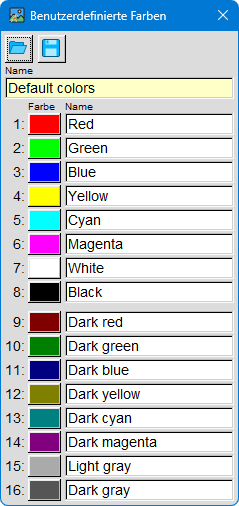 Benutzerdefinierte Farben
Name
Default colors
Farbe Name
1: Red
2: Green
3: Blue
4: Yellow
5: Cyan
6: Magenta
7: White
8: Black
9: Dark red
10: Dark green
11: Dark blue
12: Dark yellow
13: Dark cyan
14: Dark magenta
15: Light gray
16: Dark gray